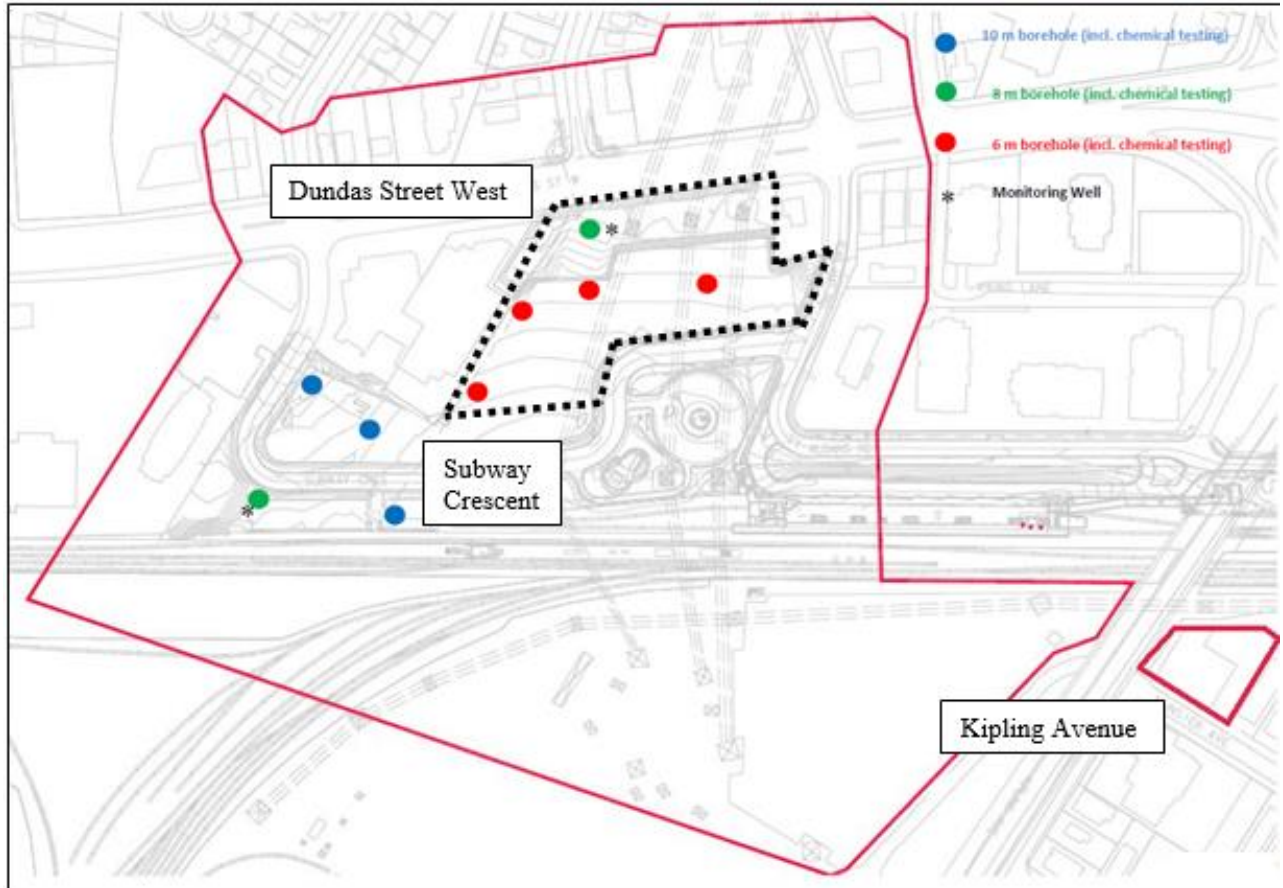 10 m borehole (incl. chemical testing)
8 m borehole (incl. chemical testing)
6 m borehole (incl. chemical testing)
* Monitoring Well
Dundas Street West
*
Subway
Crescent
*
Kipling Avenue